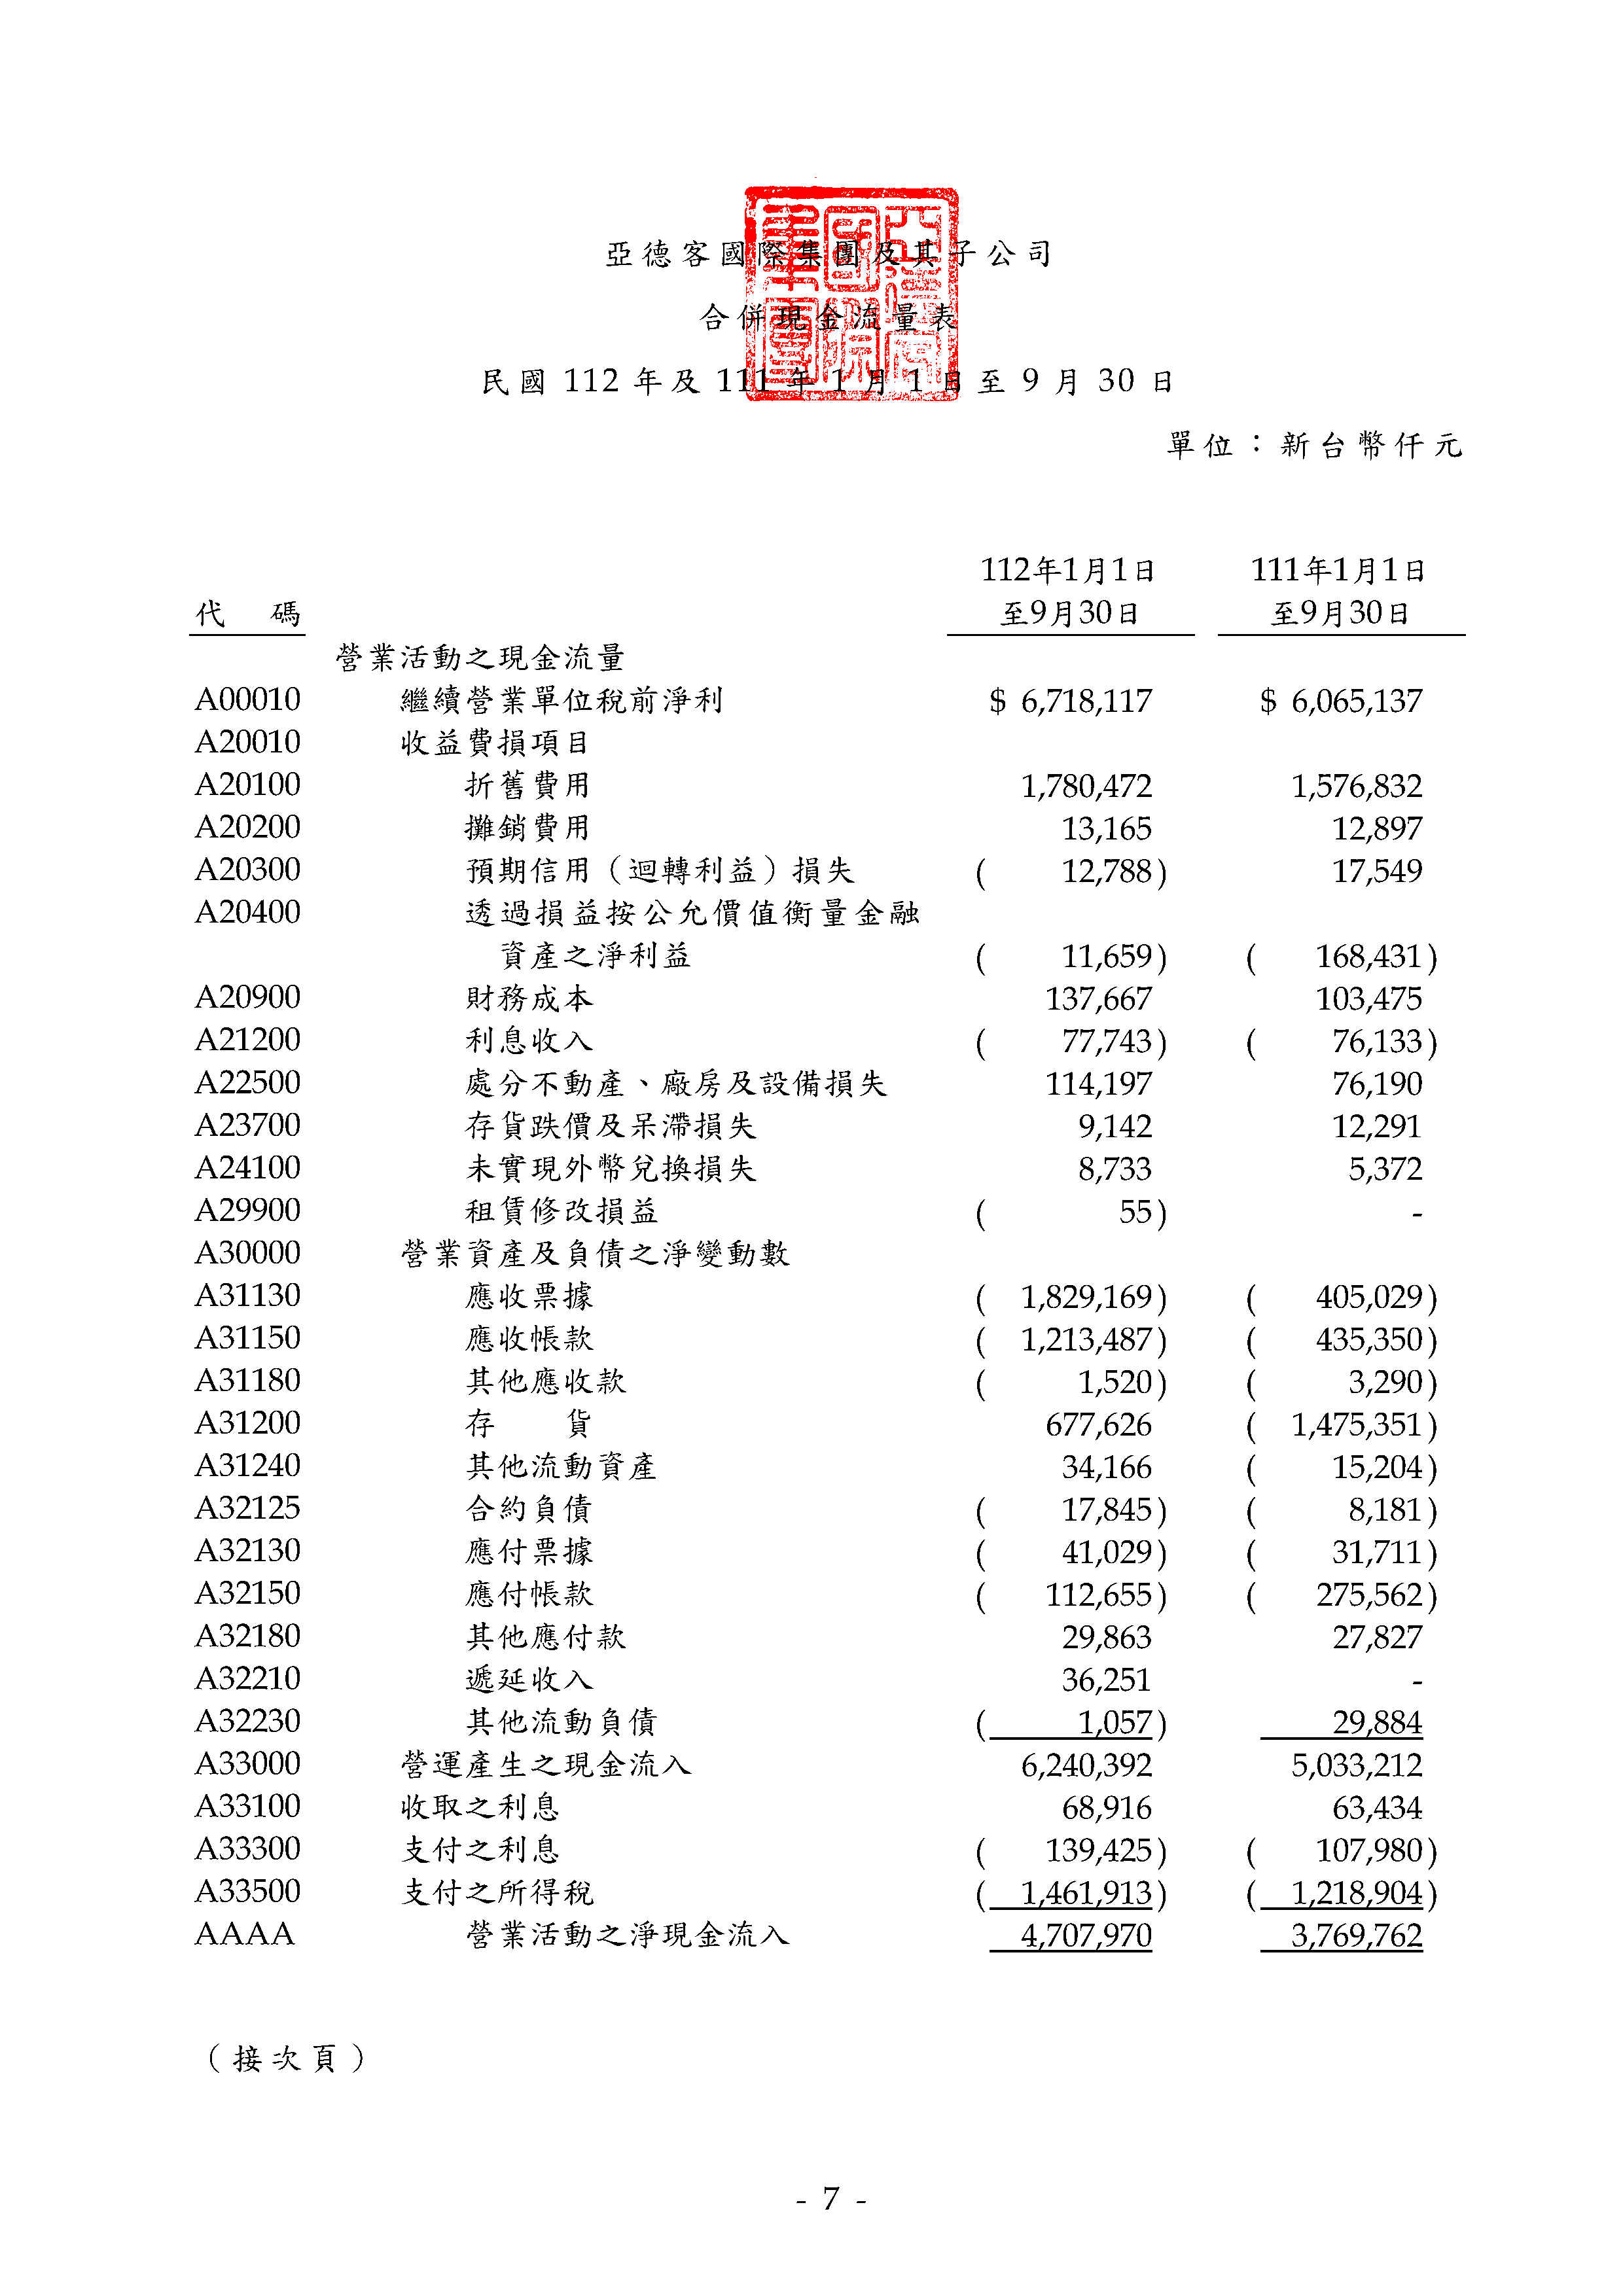 亞德客國際集團及其子公司
合併現金流量表
民國 112 年及 111 年 1 月 1 日至 9 月 30 日
單位：新台幣仟元
112年1月1日 111年1月1日
代 碼 至9月30日 至9月30日
營業活動之現金流量
A00010 繼續營業單位稅前淨利 $ 6,718,117 $ 6,065,137
A20010 收益費損項目
A20100 折舊費用 1,780,472 1,576,832
A20200 攤銷費用 13,165 12,897
A20300 預期信用（迴轉利益）損失 ( 12,788) 17,549
A20400 透過損益按公允價值衡量金融
資產之淨利益 ( 11,659) ( 168,431)
A20900 財務成本 137,667 103,475
A21200 利息收入 ( 77,743) ( 76,133)
A22500 處分不動產、廠房及設備損失 114,197 76,190
A23700 存貨跌價及呆滯損失 9,142 12,291
A24100 未實現外幣兌換損失 8,733 5,372
A29900 租賃修改損益 ( 55) -
A30000 營業資產及負債之淨變動數
A31130 應收票據 ( 1,829,169) ( 405,029)
A31150 應收帳款 ( 1,213,487) ( 435,350)
A31180 其他應收款 ( 1,520) ( 3,290)
A31200 存 貨 677,626 ( 1,475,351)
A31240 其他流動資產 34,166 ( 15,204)
A32125 合約負債 ( 17,845) ( 8,181)
A32130 應付票據 ( 41,029) ( 31,711)
A32150 應付帳款 ( 112,655) ( 275,562)
A32180 其他應付款 29,863 27,827
A32210 遞延收入 36,251 -
A32230 其他流動負債 ( 1,057) 29,884
A33000 營運產生之現金流入 6,240,392 5,033,212
A33100 收取之利息 68,916 63,434
A33300 支付之利息 ( 139,425) ( 107,980)
A33500 支付之所得稅 ( 1,461,913) ( 1,218,904)
AAAA 營業活動之淨現金流入 4,707,970 3,769,762
（接次頁）
- 7 -